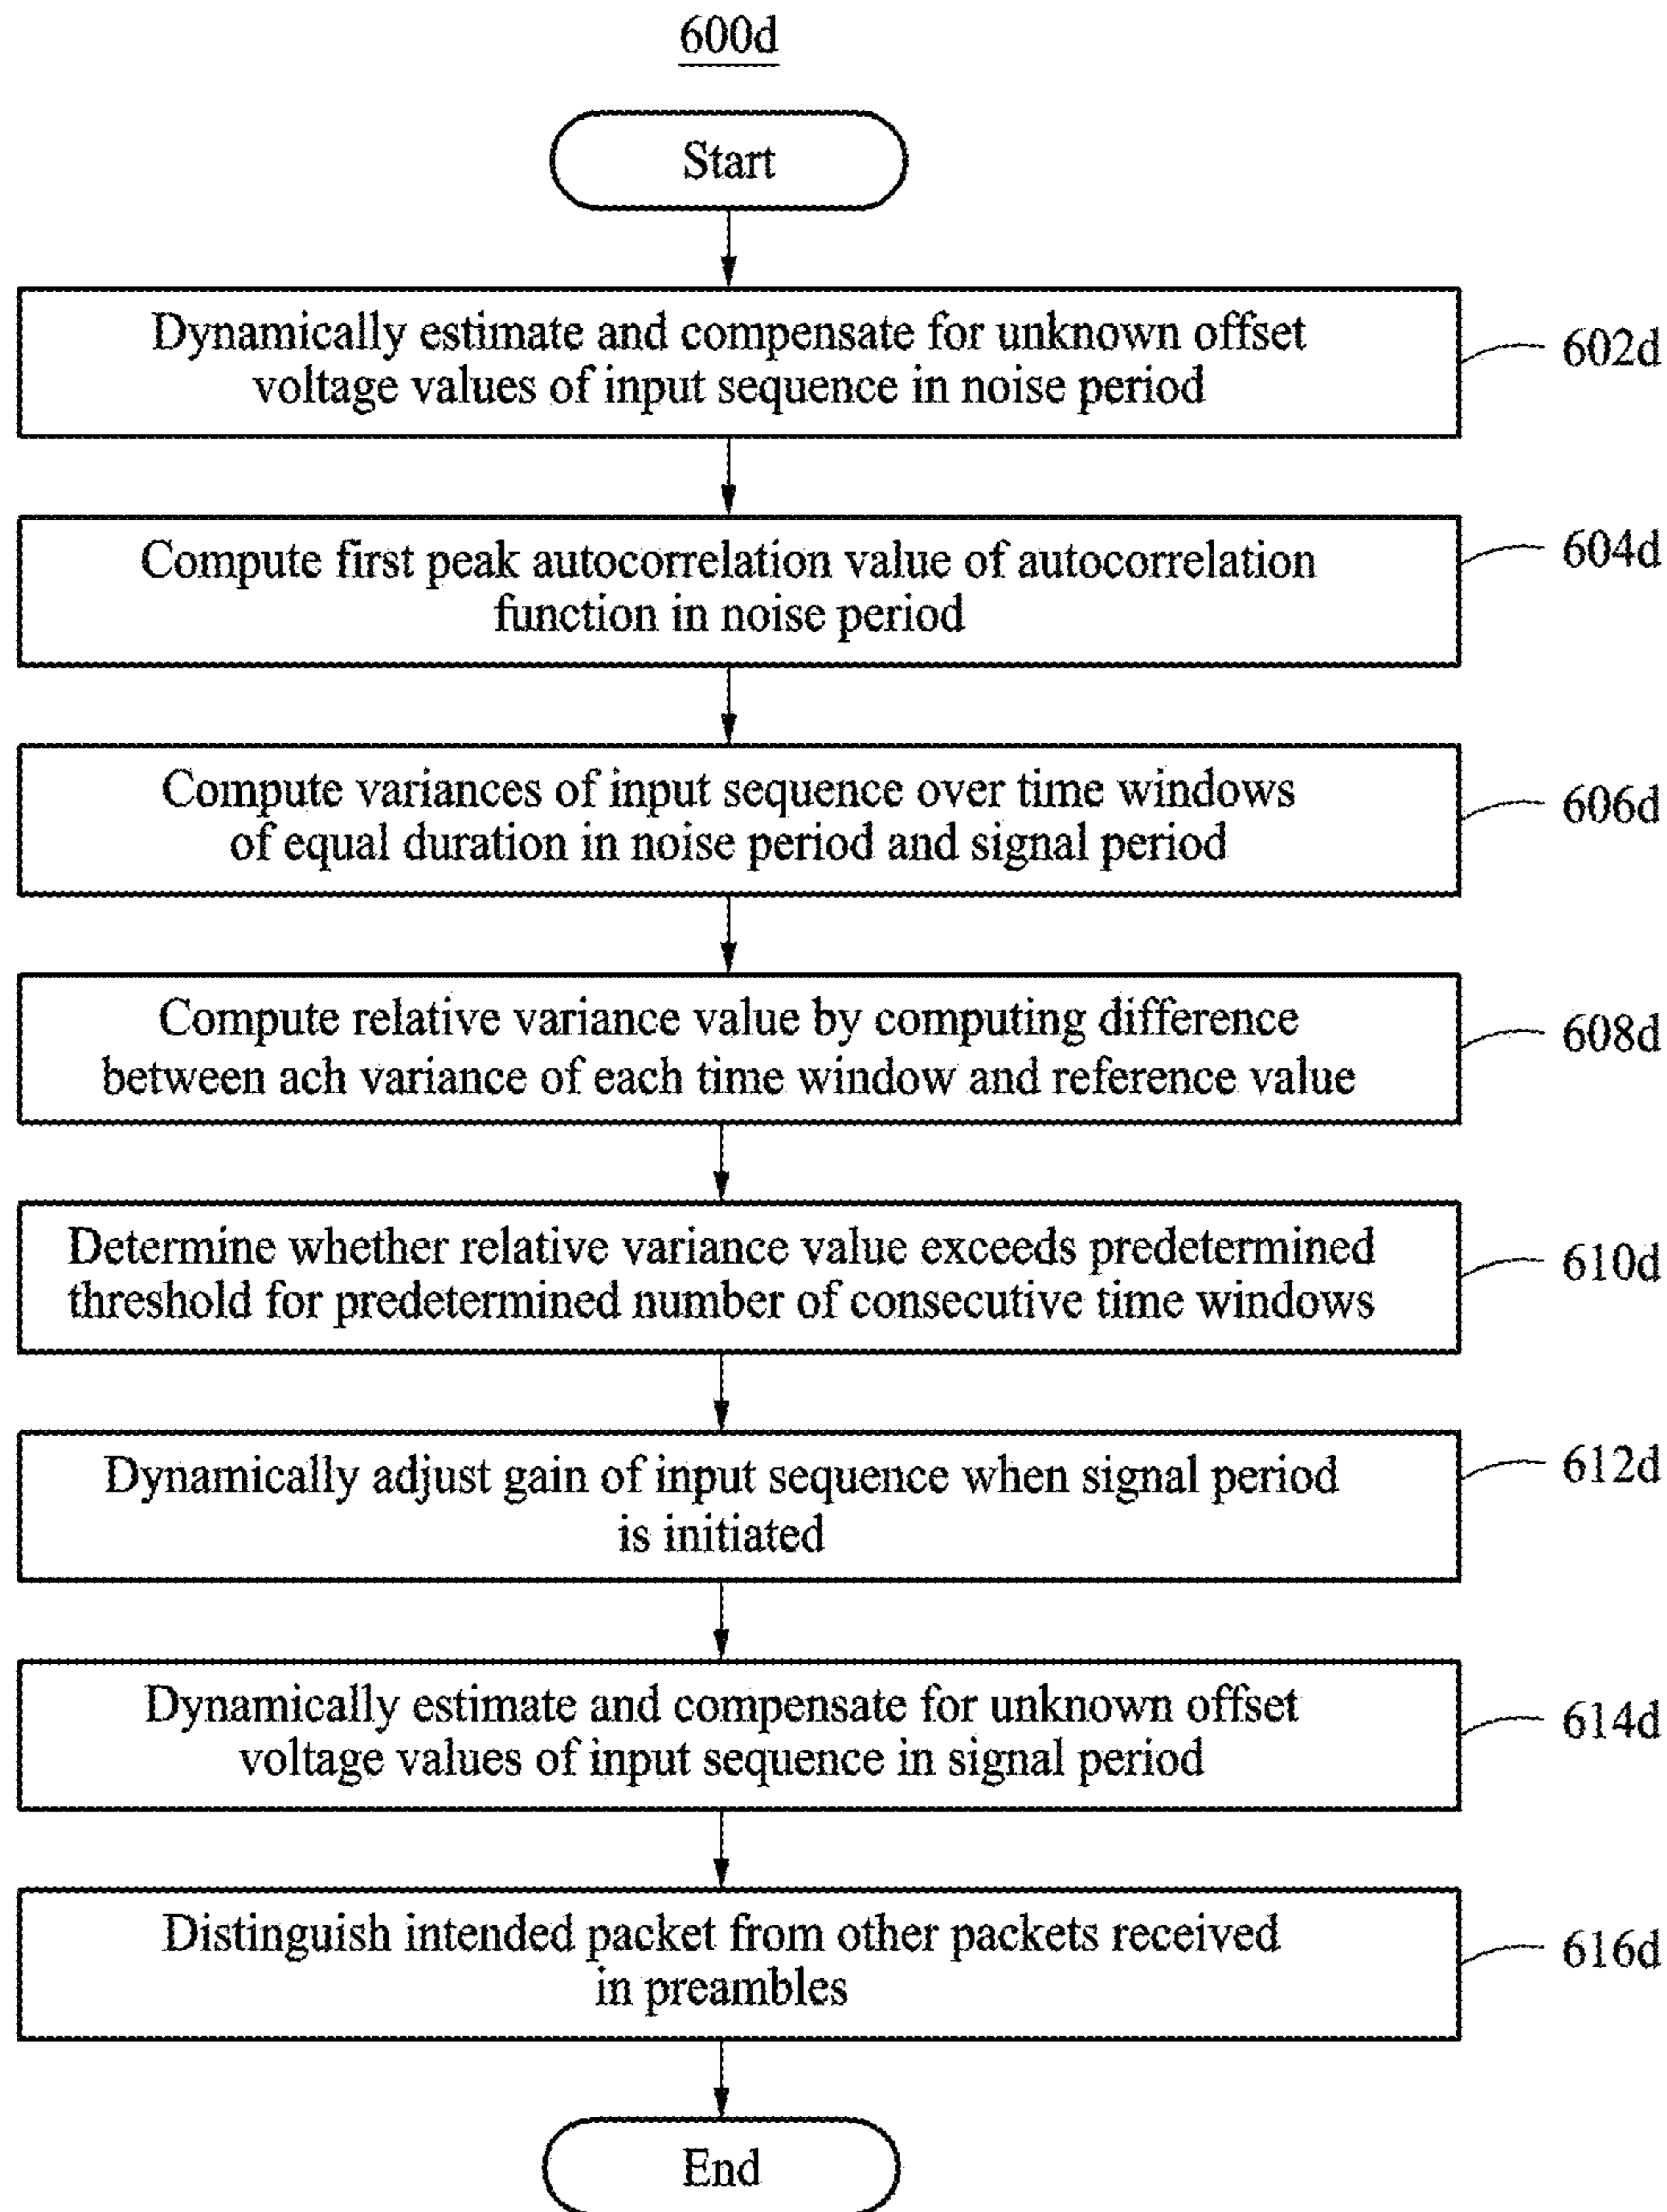 600d
Start
Dynamically estimate and compensate for unknown offset
voltage values of input sequence in noise period
602d
Compute first peak autocorrelation value of autocorrelation
function in noise period
604d
Compute variances of input sequence over time windows
of equal duration in noise period and signal period
606d
Compute relative variance value by computing difference
between ach variance of each time window and reference value
608d
Determine whether relative variance value exceeds predetermined
threshold for predetermined number of consecutive time windows
610d
Dynamically adjust gain of input sequence when signal period
is initiated
612d
Dynamically estimate and compensate for unknown offset
voltage values of input sequence in signal period
614d
Distinguish intended packet from other packets received
in preambles
616d
End